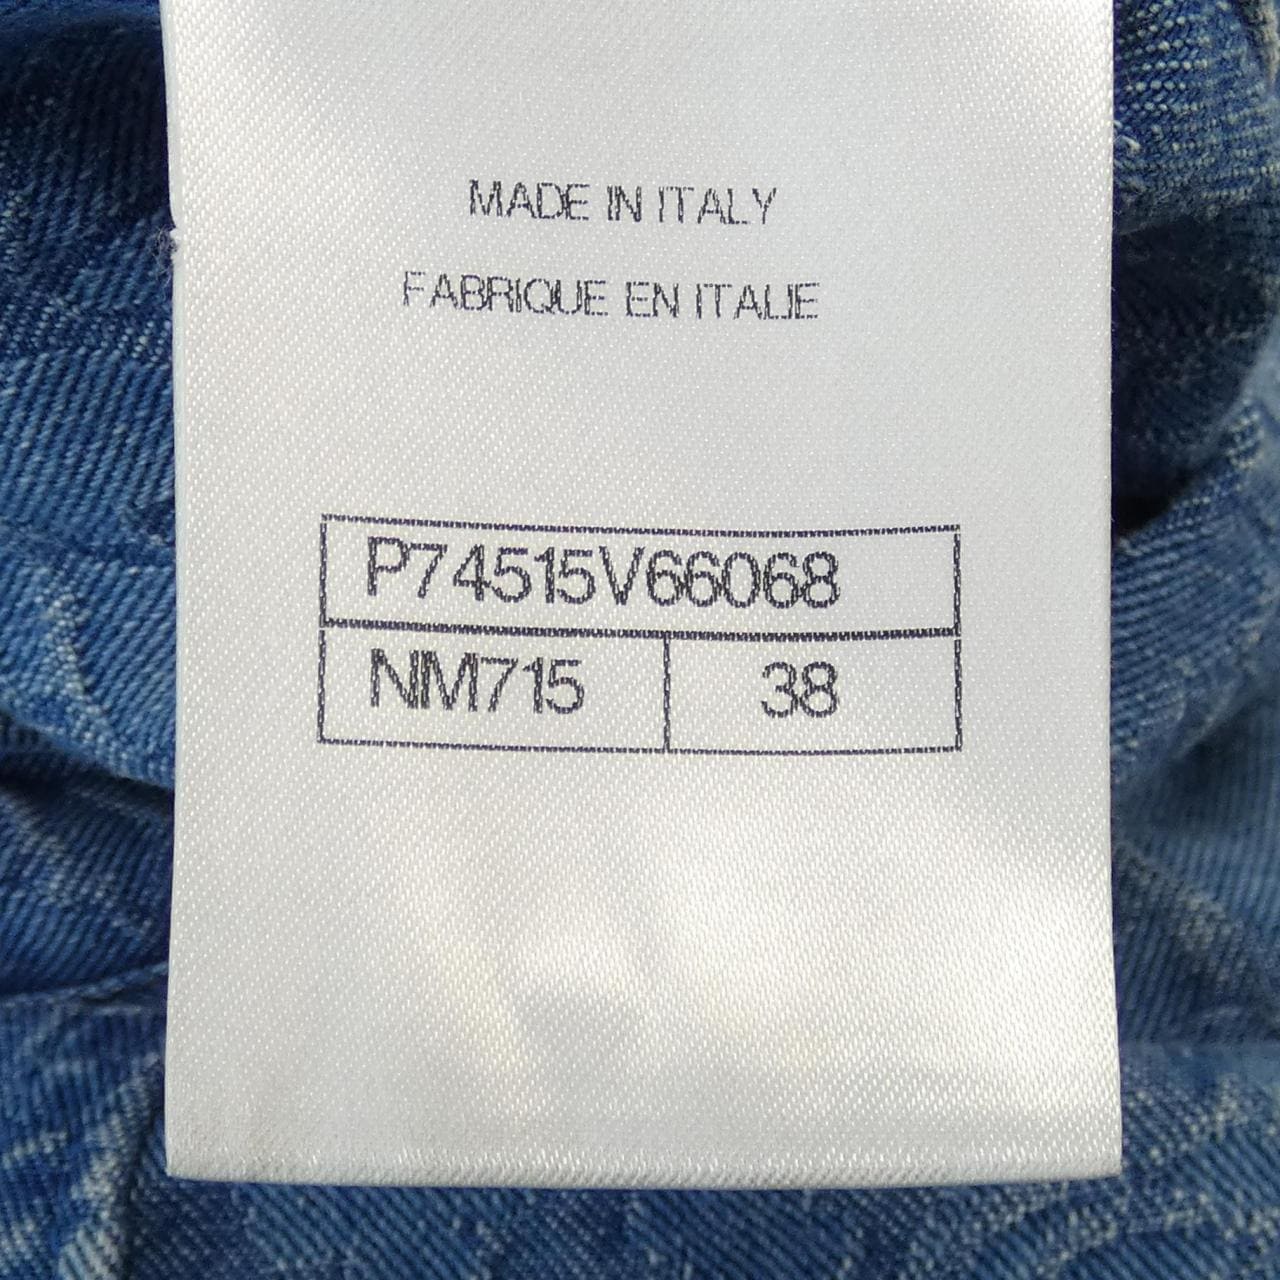 MADE IN ITALY
FABRIQUE EN ITALIE
P74515V66068
NM715 38